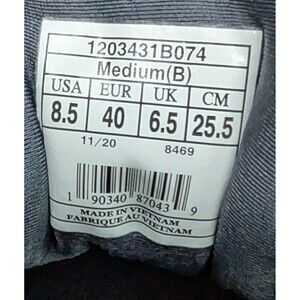 1203431B074
Medium(B)
USA EUR UK CM
8.5 40 6.5 25.5
11/20 8469
1 90340 87043 9
MADE IN VIETNAM
FABRIQUE AU VIETNAM